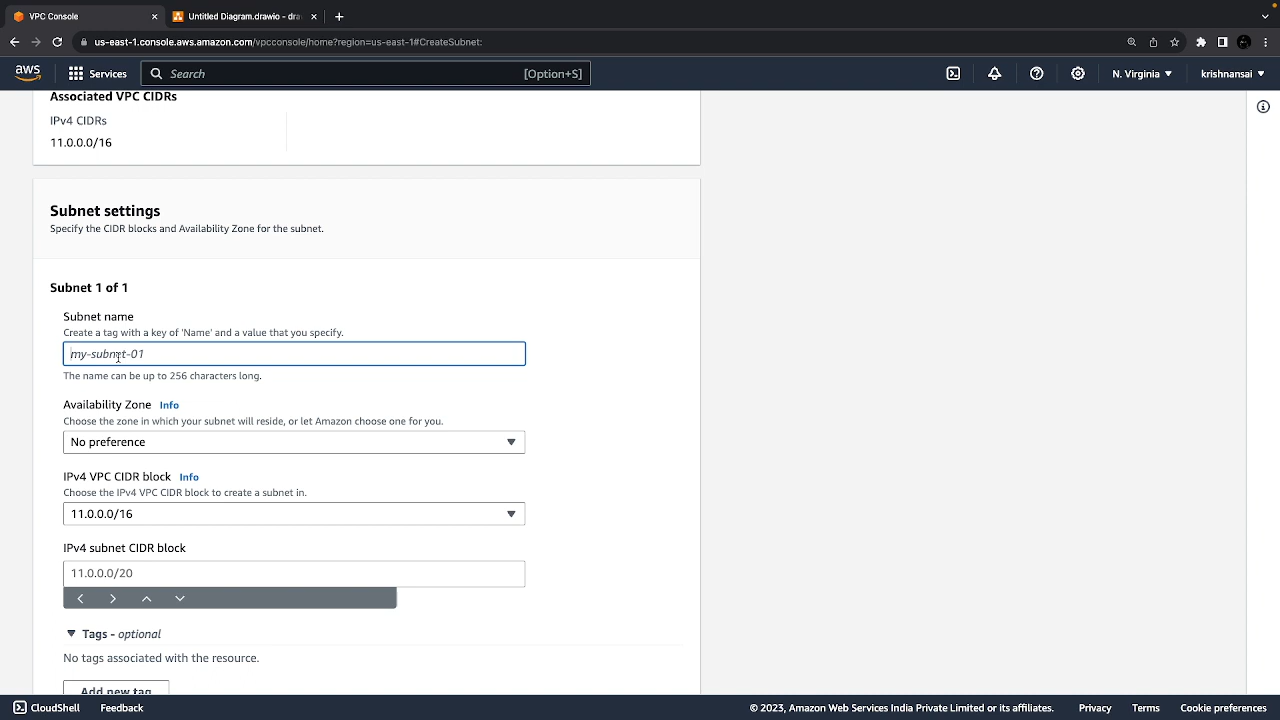 VPC Console
Untitled Diagram.drawio - dra
us-east-1.console.aws.amazon.com/vpcconsole/home?region=us-east-1#CreateSubnet:
aws
Services
Search
[Option+S]
N. Virginia
krishnansai
Associated VPC CIDRs
IPv4 CIDRs
11.0.0.0/16
Subnet settings
Specify the CIDR blocks and Availability Zone for the subnet.
Subnet 1 of 1
Subnet name
Create a tag with a key of 'Name' and a value that you specify.
my-subnet-01
The name can be up to 256 characters long.
Availability Zone Info
Choose the zone in which your subnet will reside, or let Amazon choose one for you.
No preference
IPv4 VPC CIDR block Info
Choose the IPv4 VPC CIDR block to create a subnet in.
11.0.0.0/16
IPv4 subnet CIDR block
11.0.0.0/20
Tags - optional
No tags associated with the resource.
Add new tag
CloudShell
Feedback
© 2023, Amazon Web Services India Private Limited or its affiliates.
Privacy
Terms
Cookie preferences